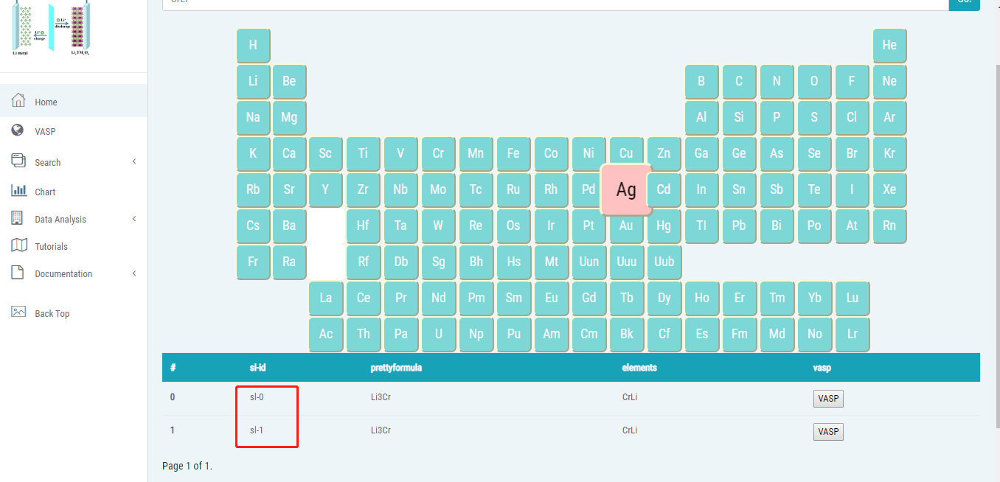 CrLi
Go!
Li⁺
charge
Li⁺
discharge
Li metal
H He
Li Be B C N O F Ne
Na Mg Al Si P S Cl Ar
K Ca Sc Ti V Cr Mn Fe Co Ni Cu Zn Ga Ge As Se Br Kr
Rb Sr Y Zr Nb Mo Tc Ru Rh Pd Ag Cd In Sn Sb Te I Xe
Cs Ba Hf Ta W Re Os Ir Pt Au Hg Tl Pb Bi Po At Rn
Fr Ra Rf Db Sg Bh Hs Mt Uun Uuu Uub
La Ce Pr Nd Pm Sm Eu Gd Tb Dy Ho Er Tm Yb Lu
Ac Th Pa U Np Pu Am Cm Bk Cf Es Fm Md No Lr
Home
VASP
Search
Chart
Data Analysis
Tutorials
Documentation
Back Top
# sl-id prettyformula elements vasp
0 sl-0 Li3Cr CrLi VASP
1 sl-1 Li3Cr CrLi VASP
Page 1 of 1.